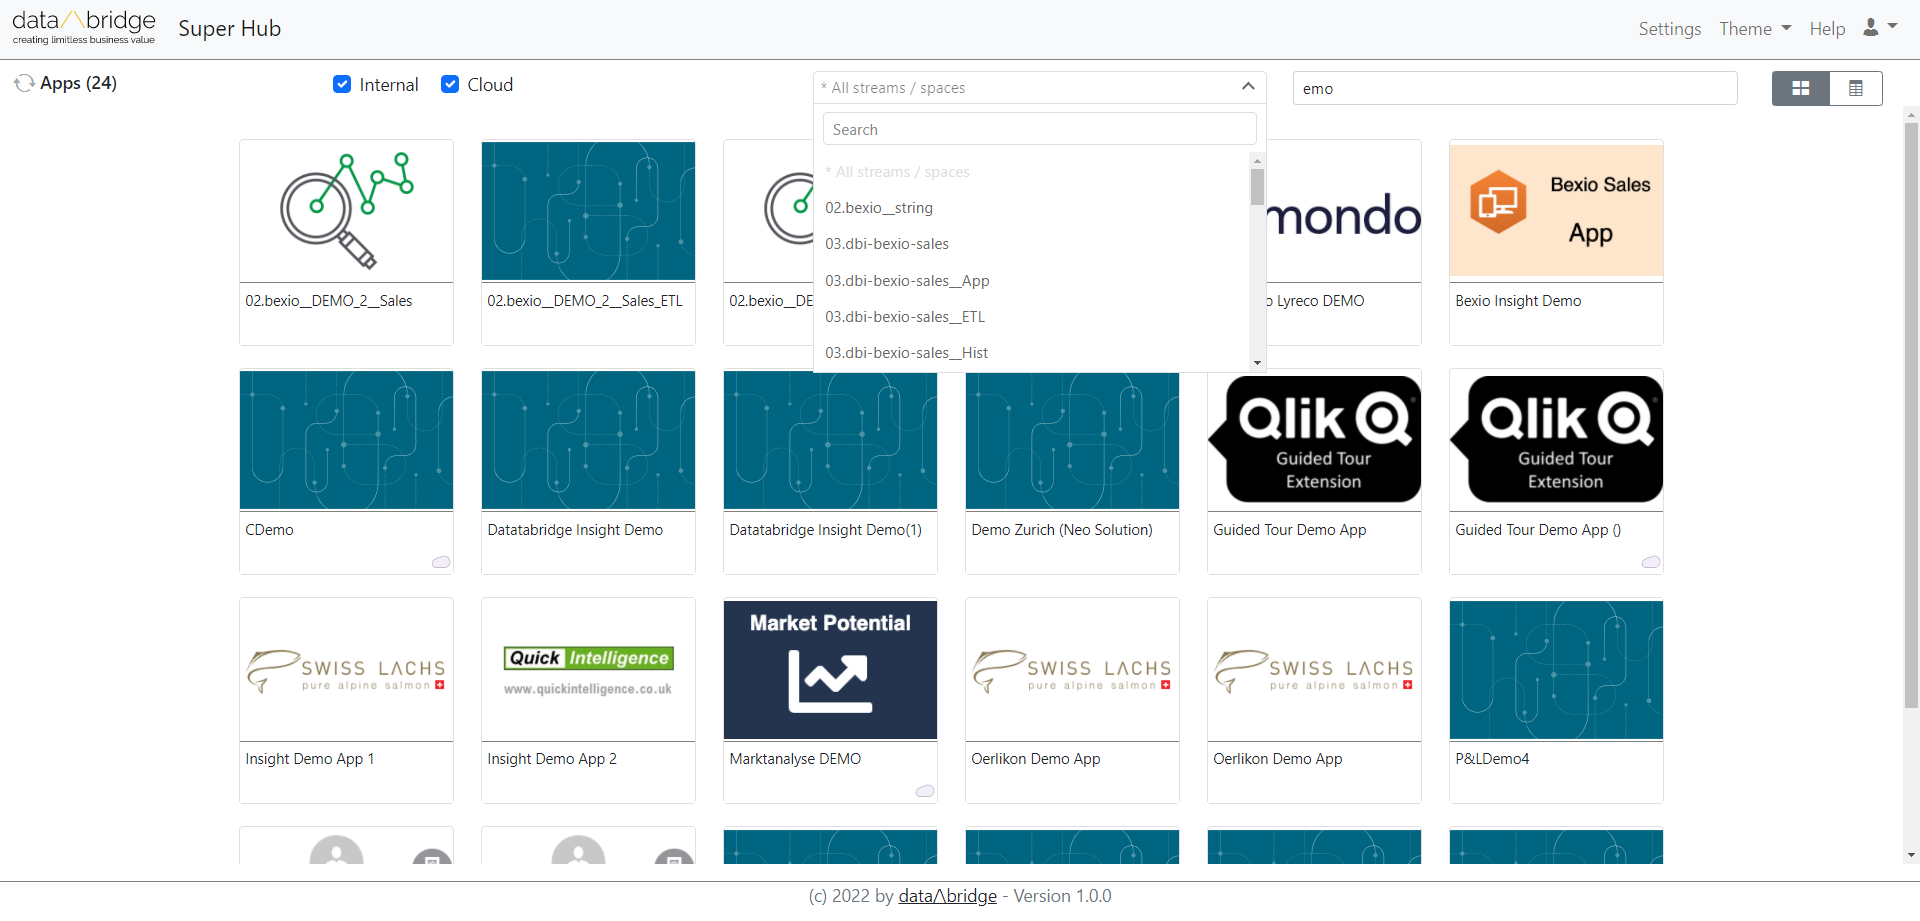 data/\bridge
creating limitless business value
Super Hub
Settings
Theme
Help
Apps (24)
Internal
Cloud
* All streams / spaces
emo
Search
* All streams / spaces
02.bexio__string
03.dbi-bexio-sales
03.dbi-bexio-sales__App
03.dbi-bexio-sales__ETL
03.dbi-bexio-sales__Hist
mondo
Bexio Sales
App
02.bexio__DEMO_2__Sales
02.bexio__DEMO_2__Sales_ETL
02.bexio__DE
o Lyreco DEMO
Bexio Insight Demo
Qlik
Guided Tour
Extension
Qlik
Guided Tour
Extension
CDemo
Datatabridge Insight Demo
Datatabridge Insight Demo(1)
Demo Zurich (Neo Solution)
Guided Tour Demo App
Guided Tour Demo App ()
SWISS LACHS
pure alpine salmon
Quick Intelligence
www.quickintelligence.co.uk
Market Potential
SWISS LACHS
pure alpine salmon
SWISS LACHS
pure alpine salmon
Insight Demo App 1
Insight Demo App 2
Marktanalyse DEMO
Oerlikon Demo App
Oerlikon Demo App
P&LDemo4
(c) 2022 by data/\bridge - Version 1.0.0